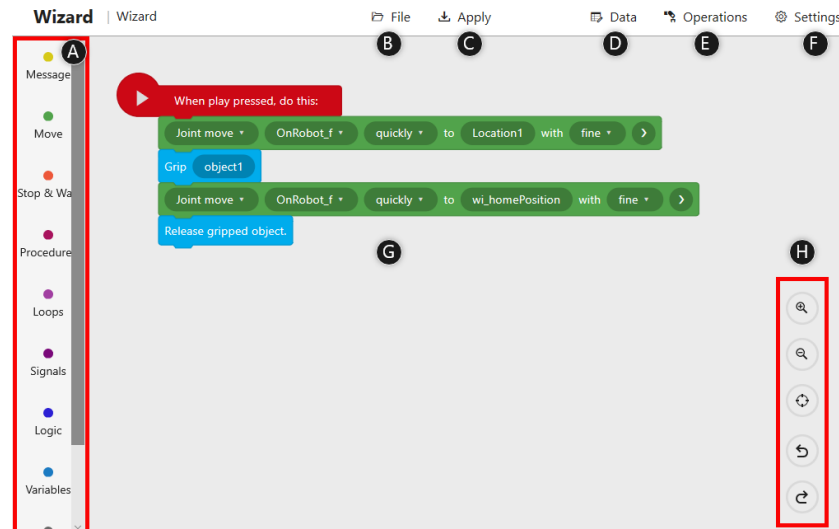 Wizard | Wizard
File
Apply
Data
Operations
Settings
A
B
C
D
E
F
Message
Move
Stop & Wa
Procedure
Loops
Signals
Logic
Variables
When play pressed, do this:
Joint move OnRobot_f quickly to Location1 with fine
Grip object1
Joint move OnRobot_f quickly to wi_homePosition with fine
Release gripped object.
G
H